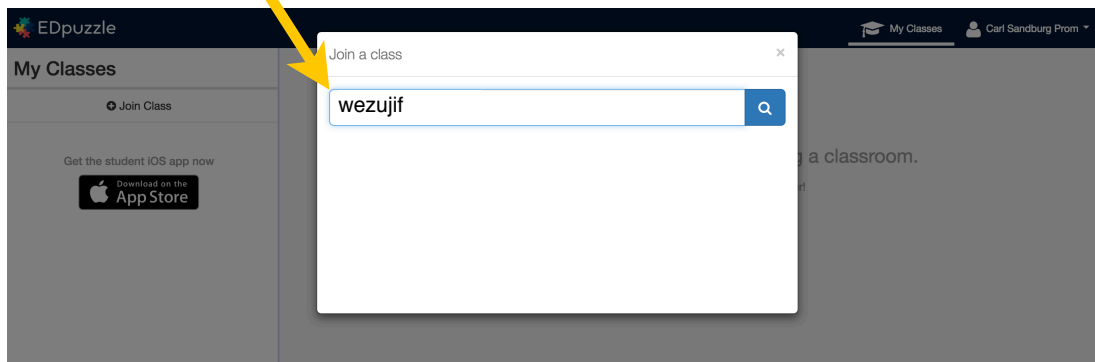 EDpuzzle
My Classes
Carl Sandburg Prom
My Classes
Join Class
Get the student iOS app now
Download on the
App Store
Join a class
×
wezujif
a classroom.